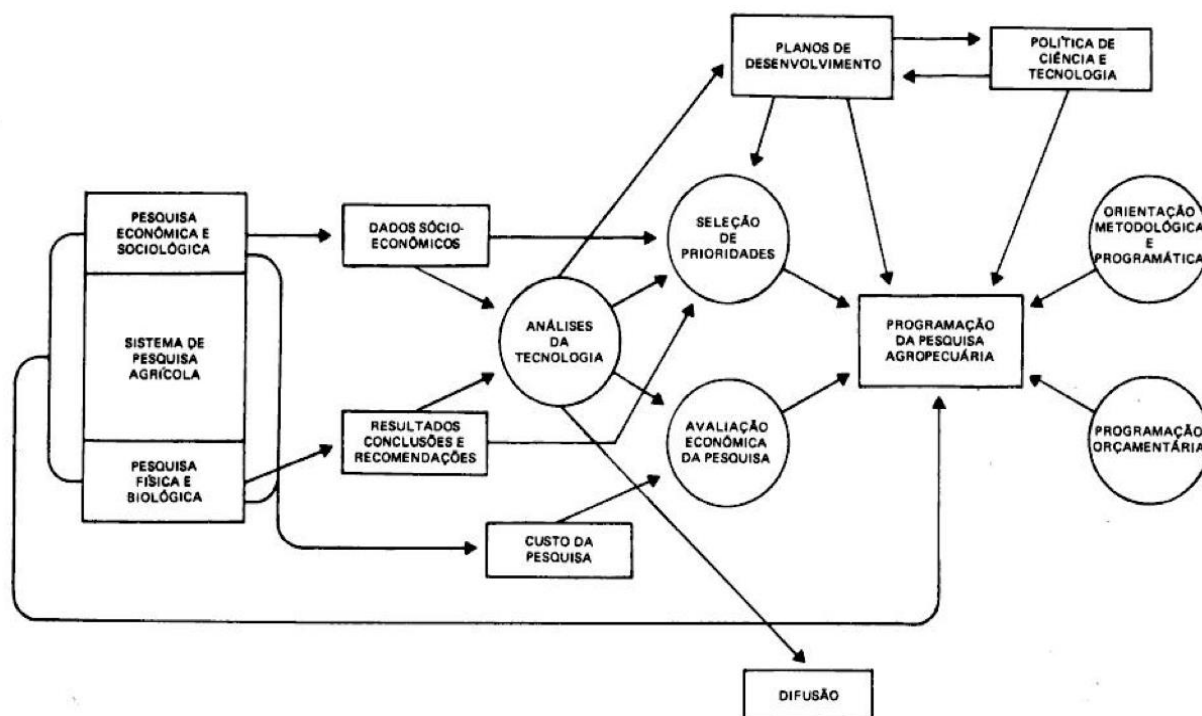 PLANOS DE
DESENVOLVIMENTO
POLÍTICA DE
CIÊNCIA E
TECNOLOGIA
PESQUISA
ECONÔMICA E
SOCIOLÓGICA
DADOS SÓCIO-
ECONÔMICOS
SELEÇÃO
DE
PRIORIDADES
ORIENTAÇÃO
METODOLÓGICA
E
PROGRAMÁTICA
SISTEMA DE
PESQUISA
AGRÍCOLA
ANÁLISES
DA
TECNOLOGIA
PROGRAMAÇÃO
DA PESQUISA
AGROPECUÁRIA
RESULTADOS
CONCLUSÕES E
RECOMENDAÇÕES
AVALIAÇÃO
ECONÔMICA
DA PESQUISA
PROGRAMAÇÃO
ORÇAMENTÁRIA
PESQUISA
FÍSICA E
BIOLÓGICA
CUSTO DA
PESQUISA
DIFUSÃO